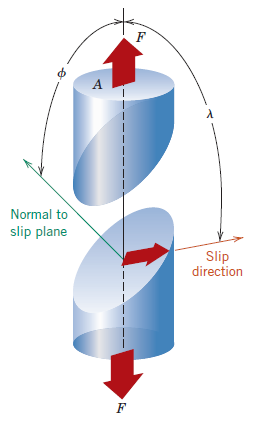 F
ϕ
A
λ
Normal to
slip plane
Slip
direction
F